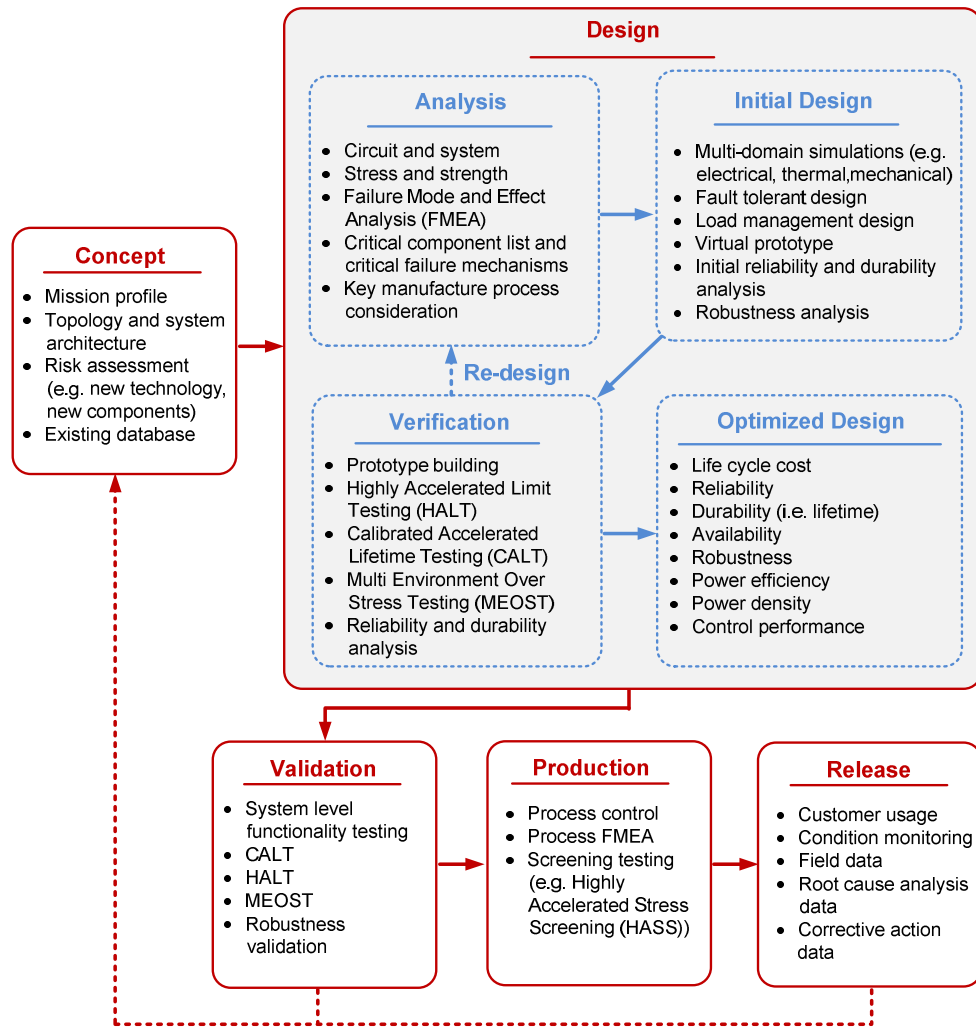 Design
Analysis
• Circuit and system
• Stress and strength
• Failure Mode and Effect
Analysis (FMEA)
• Critical component list and
critical failure mechanisms
• Key manufacture process
consideration
Initial Design
• Multi-domain simulations (e.g.
electrical, thermal,mechanical)
• Fault tolerant design
• Load management design
• Virtual prototype
• Initial reliability and durability
analysis
• Robustness analysis
Concept
• Mission profile
• Topology and system
architecture
• Risk assessment
(e.g. new technology,
new components)
• Existing database
Re-design
Verification
• Prototype building
• Highly Accelerated Limit
Testing (HALT)
• Calibrated Accelerated
Lifetime Testing (CALT)
• Multi Environment Over
Stress Testing (MEOST)
• Reliability and durability
analysis
Optimized Design
• Life cycle cost
• Reliability
• Durability (i.e. lifetime)
• Availability
• Robustness
• Power efficiency
• Power density
• Control performance
Validation
• System level
functionality testing
• CALT
• HALT
• MEOST
• Robustness
validation
Production
• Process control
• Process FMEA
• Screening testing
(e.g. Highly
Accelerated Stress
Screening (HASS))
Release
• Customer usage
• Condition monitoring
• Field data
• Root cause analysis
data
• Corrective action
data